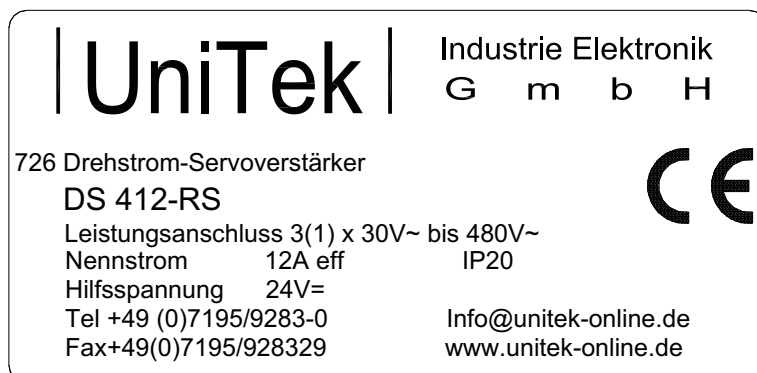 |UniTek| Industrie Elektronik
G m b H
726 Drehstrom-Servoverstärker
CE
DS 412-RS
Leistungsanschluss 3(1) x 30V~ bis 480V~
Nennstrom 12A eff IP20
Hilfsspannung 24V=
Tel +49 (0)7195/9283-0 Info@unitek-online.de
Fax+49(0)7195/928329 www.unitek-online.de